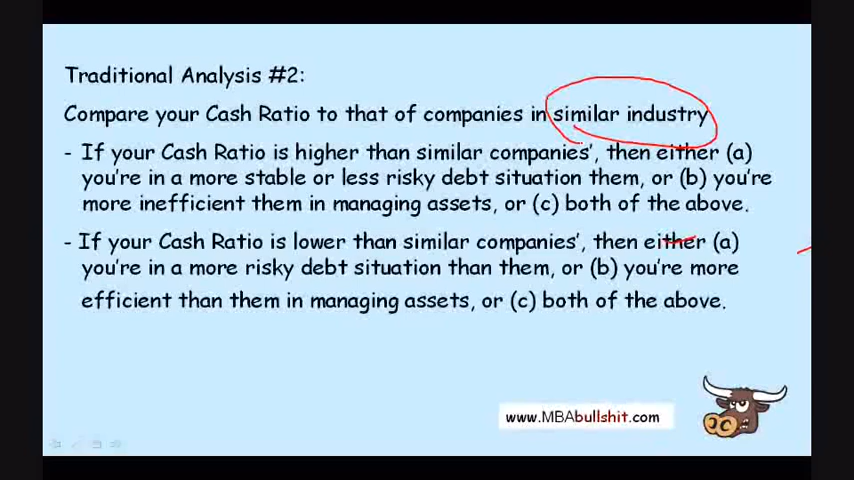 Traditional Analysis #2:
Compare your Cash Ratio to that of companies in similar industry
- If your Cash Ratio is higher than similar companies', then either (a)
you're in a more stable or less risky debt situation them, or (b) you're
more inefficient them in managing assets, or (c) both of the above.
- If your Cash Ratio is lower than similar companies', then either (a)
you're in a more risky debt situation than them, or (b) you're more
efficient than them in managing assets, or (c) both of the above.
www.MBAbullshit.com